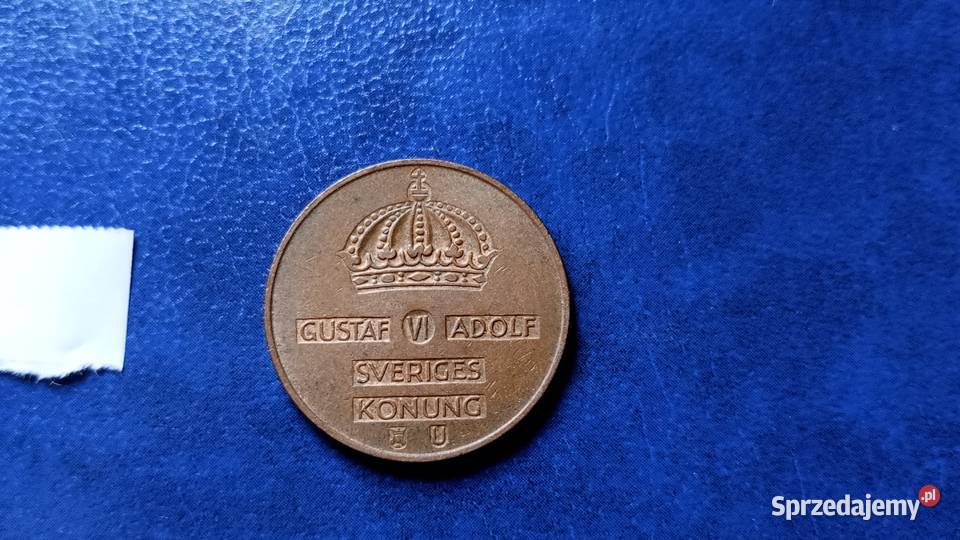 GUSTAF VI ADOLF
SVERIGES
KONUNG
U
Sprzedajemy.pl